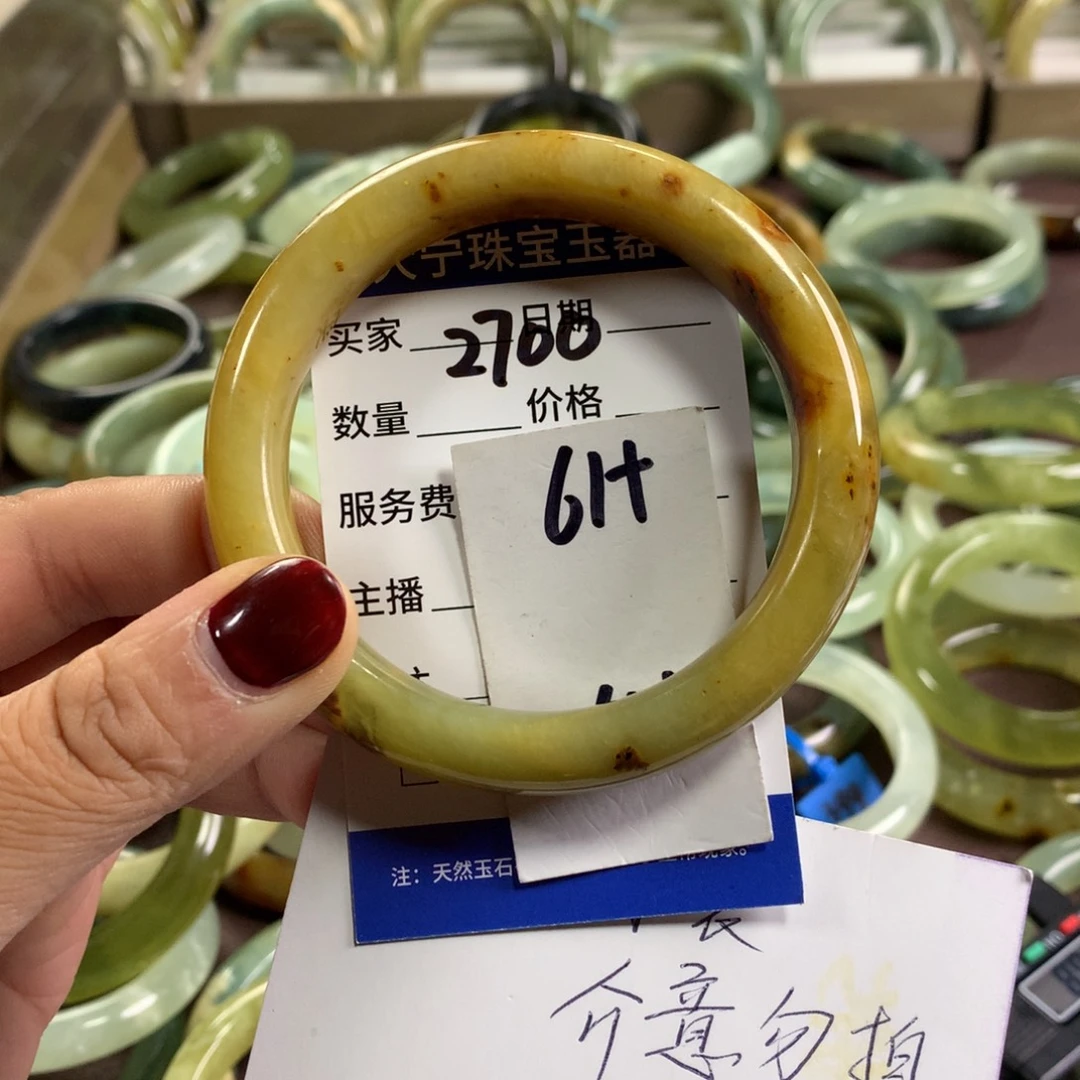 宁珠宝玉器
买家 2700 日期
数量 价格
服务费 61t
主播
注：天然玉石
介意勿拍